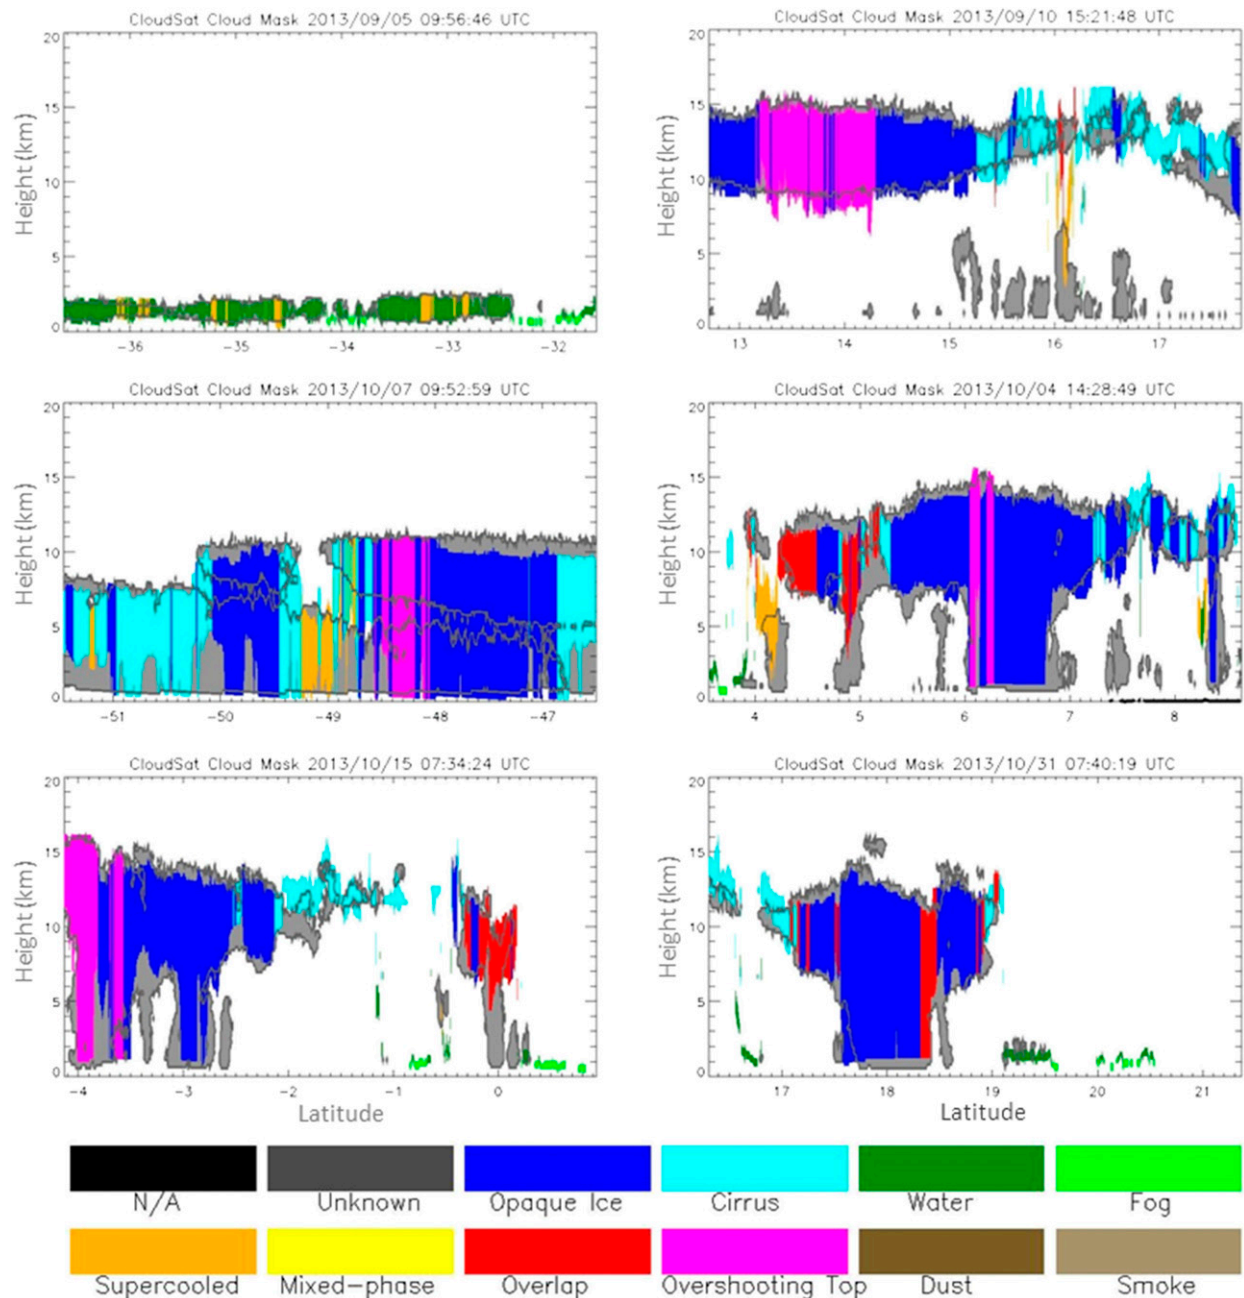 CloudSat Cloud Mask 2013/09/05 09:56:46 UTC
20
15
10
5
0
Height(km)
-36 -35 -34 -33 -32
CloudSat Cloud Mask 2013/09/10 15:21:48 UTC
20
15
10
5
0
Height(km)
13 14 15 16 17
CloudSat Cloud Mask 2013/10/07 09:52:59 UTC
20
15
10
5
0
Height(km)
-51 -50 -49 -48 -47
CloudSat Cloud Mask 2013/10/04 14:28:49 UTC
20
15
10
5
0
Height(km)
4 5 6 7 8
CloudSat Cloud Mask 2013/10/15 07:34:24 UTC
20
15
10
5
0
Height(km)
-4 -3 -2 -1 0
Latitude
CloudSat Cloud Mask 2013/10/31 07:40:19 UTC
20
15
10
5
0
Height(km)
17 18 19 20 21
Latitude
N/A Unknown Opaque Ice Cirrus Water Fog
Supercooled Mixed-phase Overlap Overshooting Top Dust Smoke